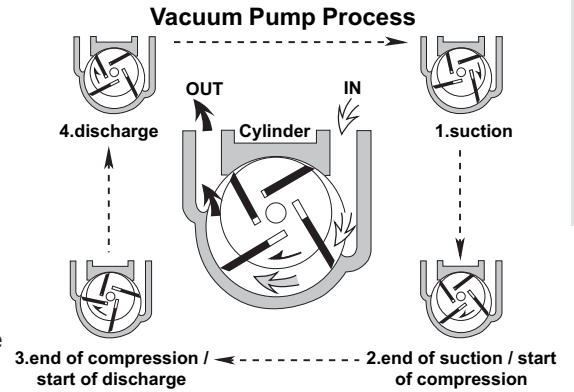 Vacuum Pump Process
OUT
IN
4.discharge
Cylinder
1.suction
e
3.end of compression /
start of discharge
2.end of suction / start
of compression